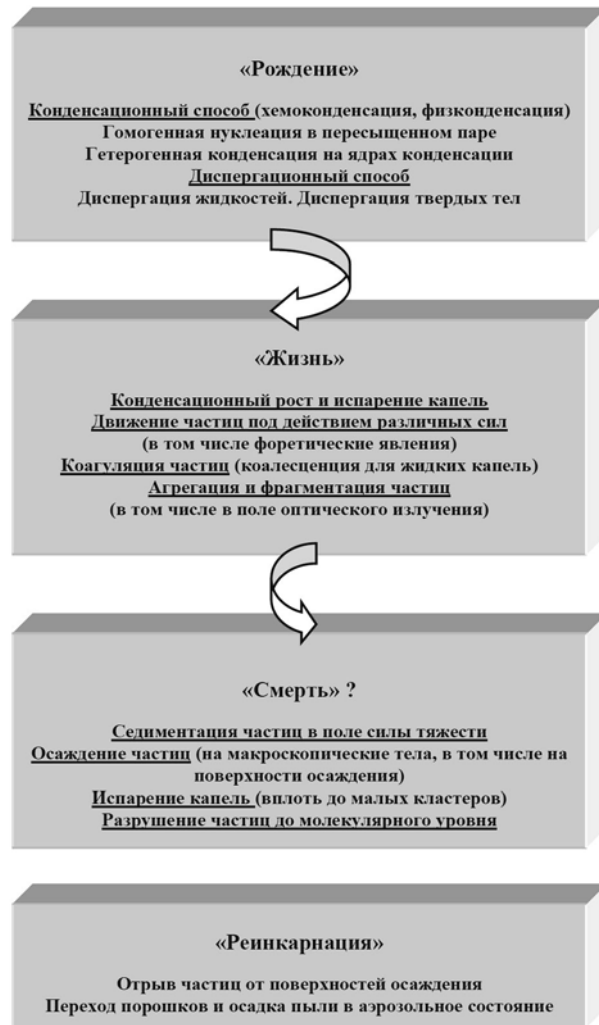 «Рождение»
Конденсационный способ (хемоконденсация, физконденсация)
Гомогенная нуклеация в пересыщенном паре
Гетерогенная конденсация на ядрах конденсации
Диспергационный способ
Диспергация жидкостей. Диспергация твердых тел
«Жизнь»
Конденсационный рост и испарение капель
Движение частиц под действием различных сил
(в том числе форетические явления)
Коагуляция частиц (коалесценция для жидких капель)
Агрегация и фрагментация частиц
(в том числе в поле оптического излучения)
«Смерть» ?
Седиментация частиц в поле силы тяжести
Осаждение частиц (на макроскопические тела, в том числе на
поверхности осаждения)
Испарение капель (вплоть до малых кластеров)
Разрушение частиц до молекулярного уровня
«Реинкарнация»
Отрыв частиц от поверхностей осаждения
Переход порошков и осадка пыли в аэрозольное состояние